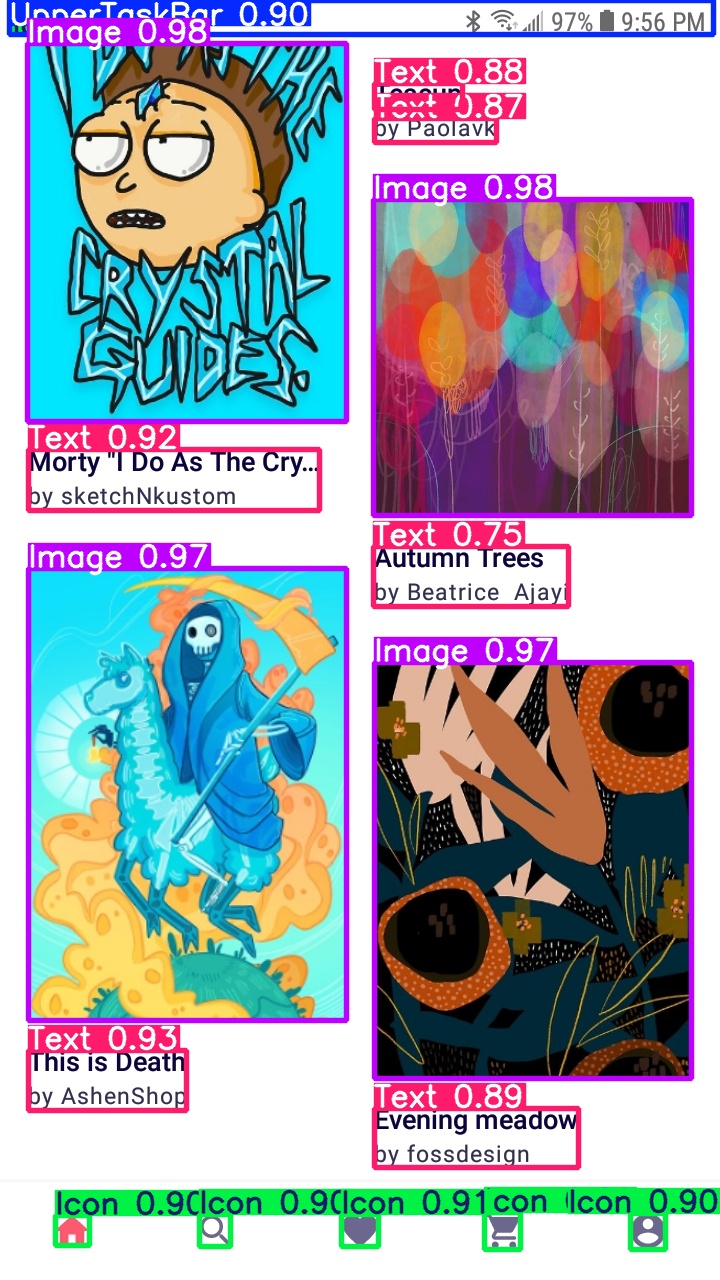 UpperTaskBar 0.90
97% 9:56 PM
Image 0.98
CRYSTAL
GUIDES.
Text 0.92
Morty "I Do As The Cry...
by sketchNkustom
Image 0.97
This is Death
Text 0.93
by AshenShop
Text 0.88
Text 0.87
by Paolavk
Image 0.98
Text 0.75
Autumn Trees
by Beatrice Ajayi
Image 0.97
Text 0.89
Evening meadow
by fossdesign
Icon 0.90 Icon 0.90 Icon 0.91 Icon Icon 0.90